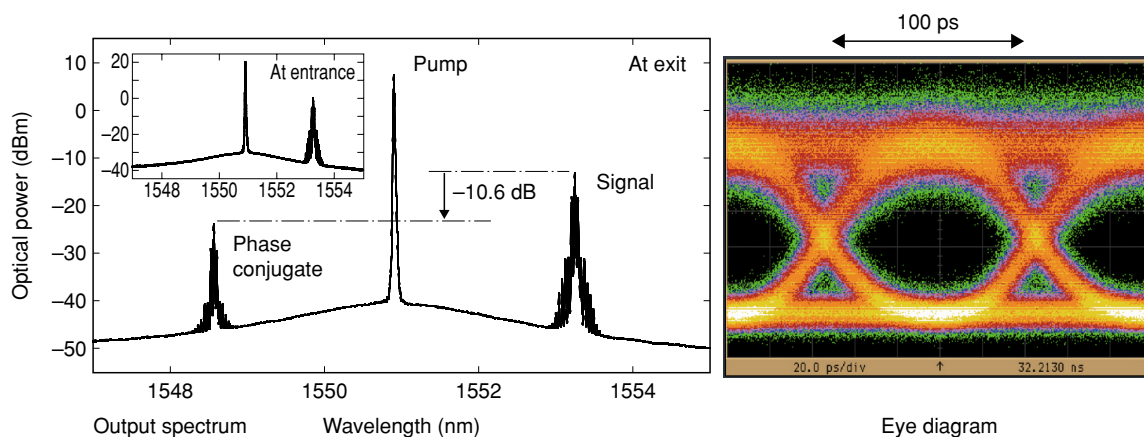 100 ps
10
0
−10
−20
−30
−40
−50
Optical power (dBm)
20
0
−20
−40
1548
1550
1552
1554
At entrance
Pump
At exit
−10.6 dB
Signal
Phase
conjugate
1548
1550
1552
1554
20.0 ps/div
32.2130 ns
Output spectrum
Wavelength (nm)
Eye diagram